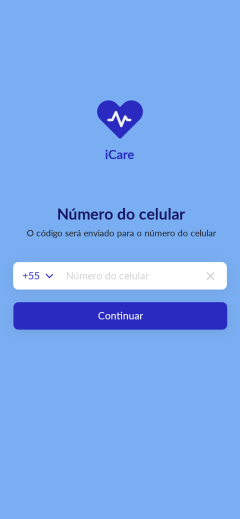 iCare
Número do celular
O código será enviado para o número do celular
+55 Número do celular
Continuar